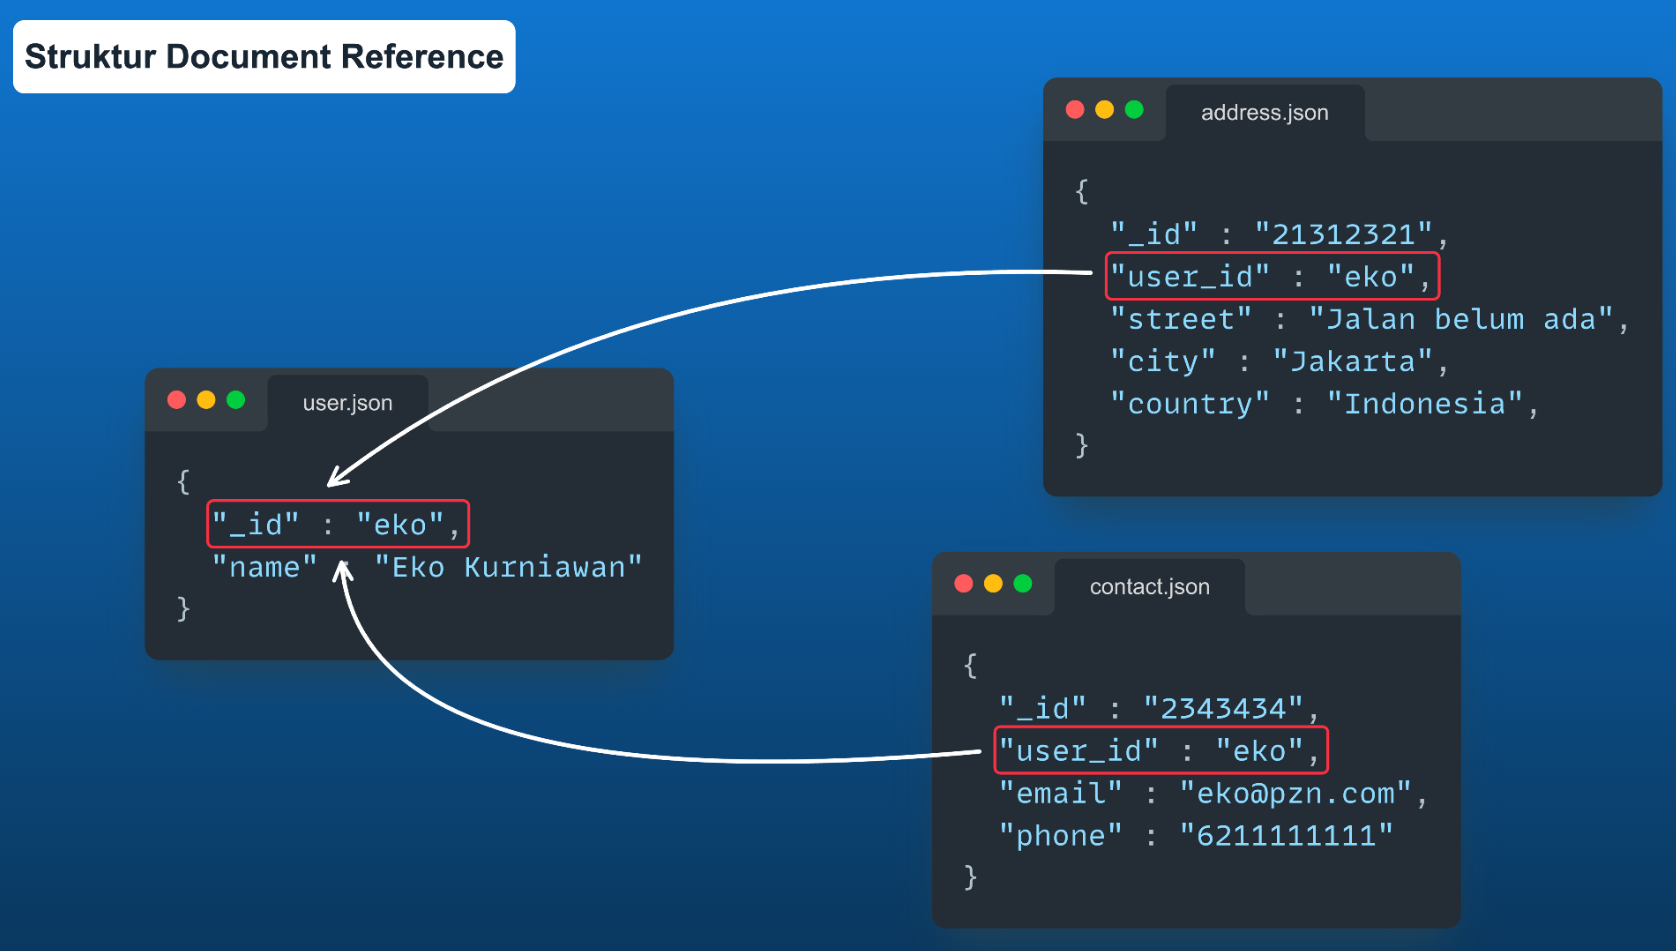 Struktur Document Reference
address.json
{
"_id" : "21312321",
"user_id" : "eko",
"street" : "Jalan belum ada",
"city" : "Jakarta",
"country" : "Indonesia",
}
user.json
{
"_id" : "eko",
"name" : "Eko Kurniawan"
}
contact.json
{
"_id" : "2343434",
"user_id" : "eko",
"email" : "eko@pzn.com",
"phone" : "6211111111"
}